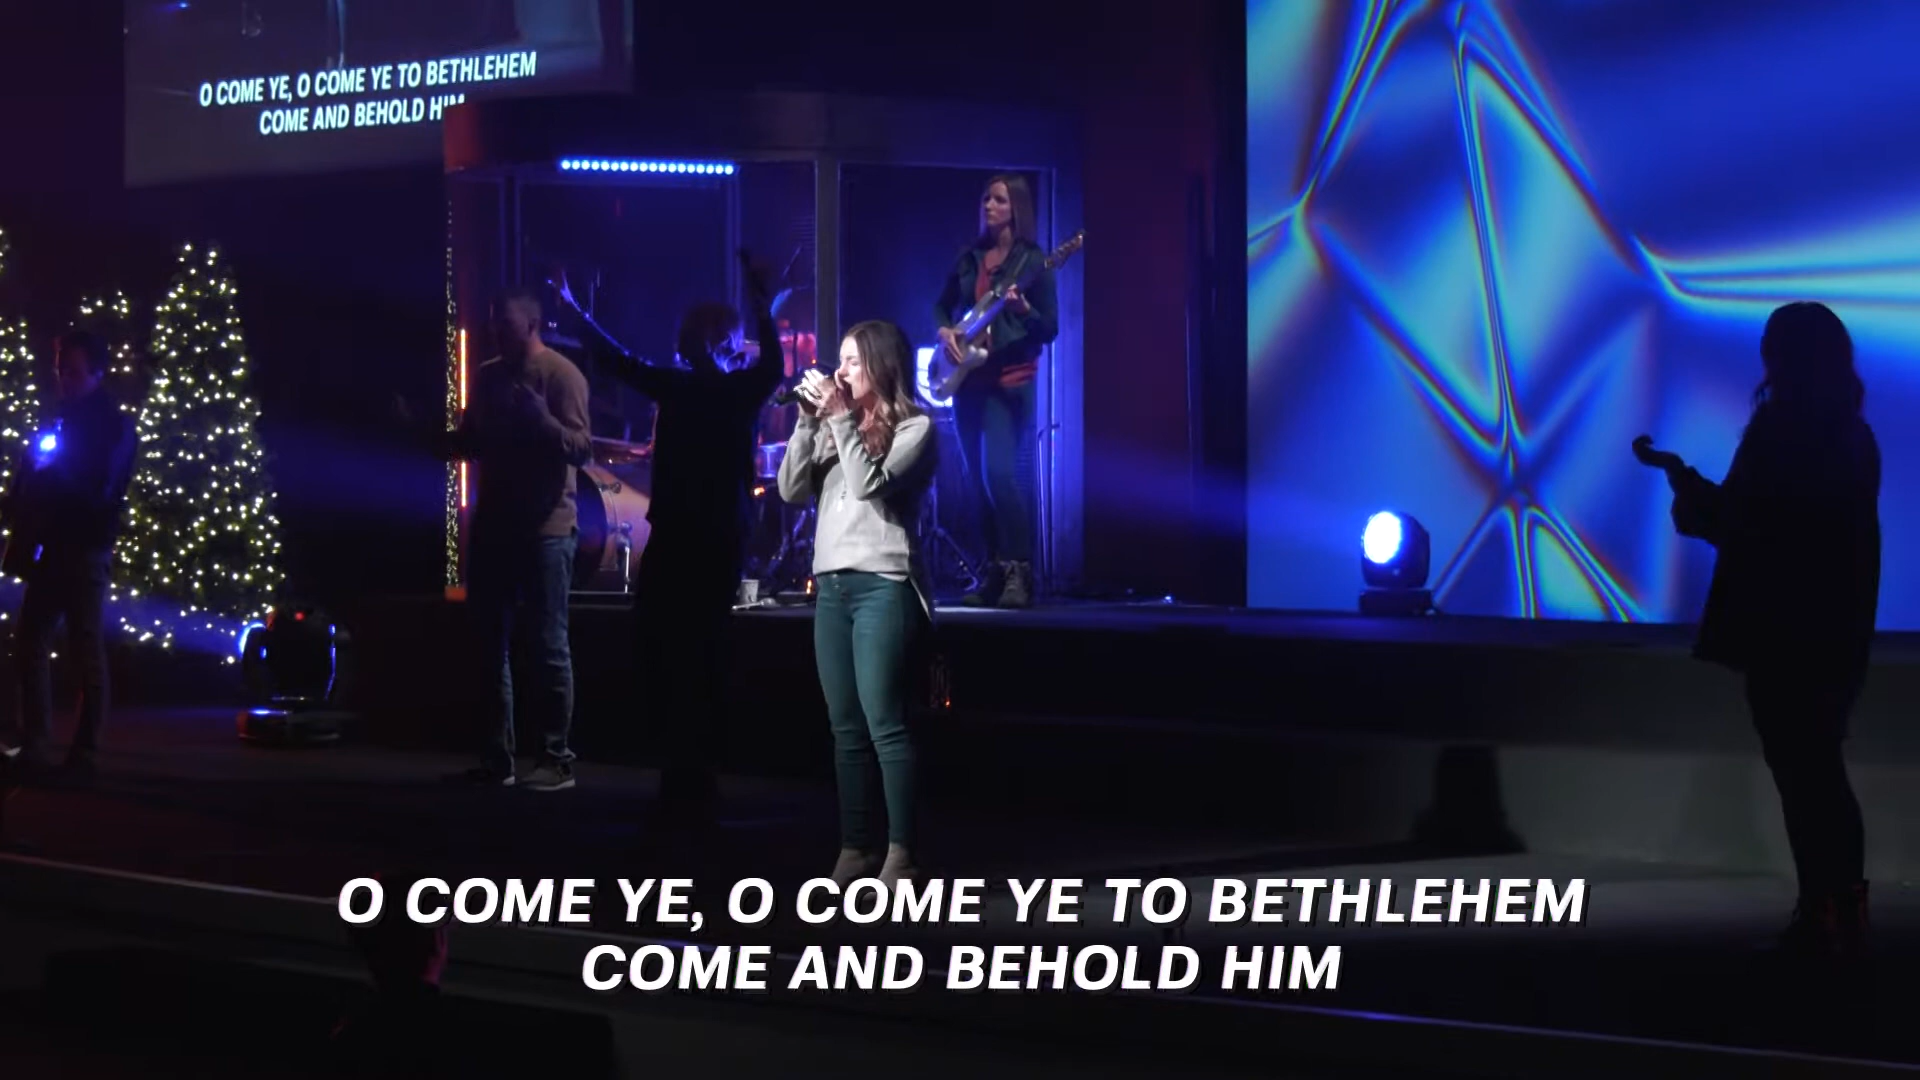 O COME YE, O COME YE TO BETHLEHEM
COME AND BEHOLD
O COME YE, O COME YE TO BETHLEHEM
COME AND BEHOLD HIM